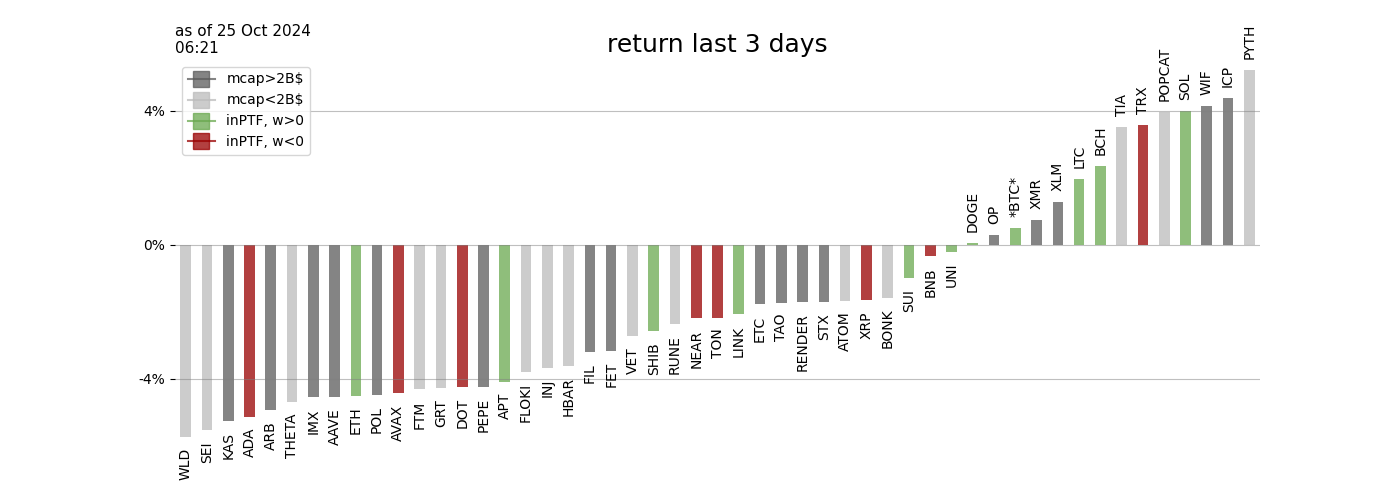 as of 25 Oct 2024
06:21
return last 3 days
mcap>2B$
mcap<2B$
inPTF, w>0
inPTF, w<0
4%
0%
-4%
WLD
SEI
KAS
ADA
ARB
THETA
IMX
AAVE
ETH
POL
AVAX
FTM
GRT
DOT
PEPE
APT
FLOKI
INJ
HBAR
FIL
FET
VET
SHIB
RUNE
NEAR
TON
LINK
ETC
TAO
RENDER
STX
ATOM
XRP
BONK
SUI
BNB
UNI
DOGE
OP
*BTC*
XMR
XLM
LTC
BCH
TIA
TRX
POPCAT
SOL
WIF
ICP
PYTH